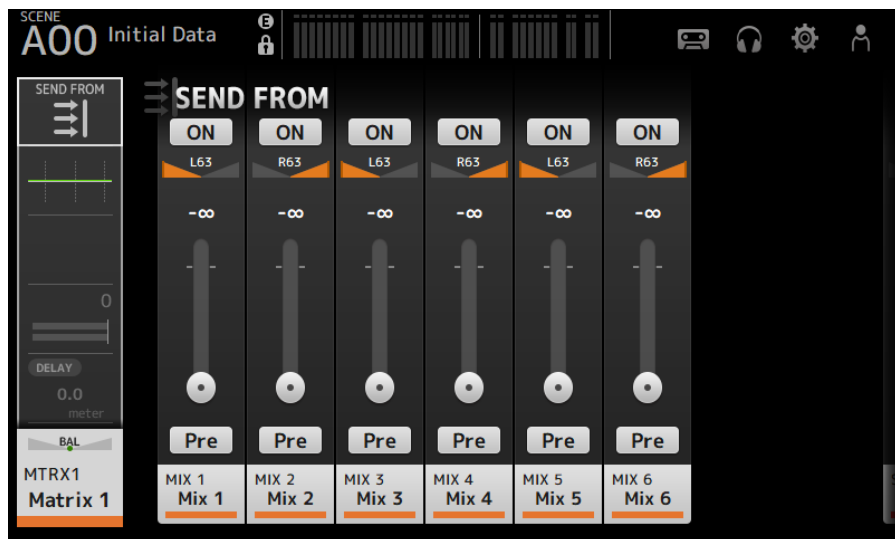 SCENE
A00 Initial Data
E
SEND FROM
SEND FROM
ON ON ON ON ON ON
L63 R63 L63 R63 L63 R63
-∞ -∞ -∞ -∞ -∞ -∞
0
DELAY
0.0
meter
BAL
Pre Pre Pre Pre Pre Pre
MTRX1
Matrix 1
MIX 1 MIX 2 MIX 3 MIX 4 MIX 5 MIX 6
Mix 1 Mix 2 Mix 3 Mix 4 Mix 5 Mix 6